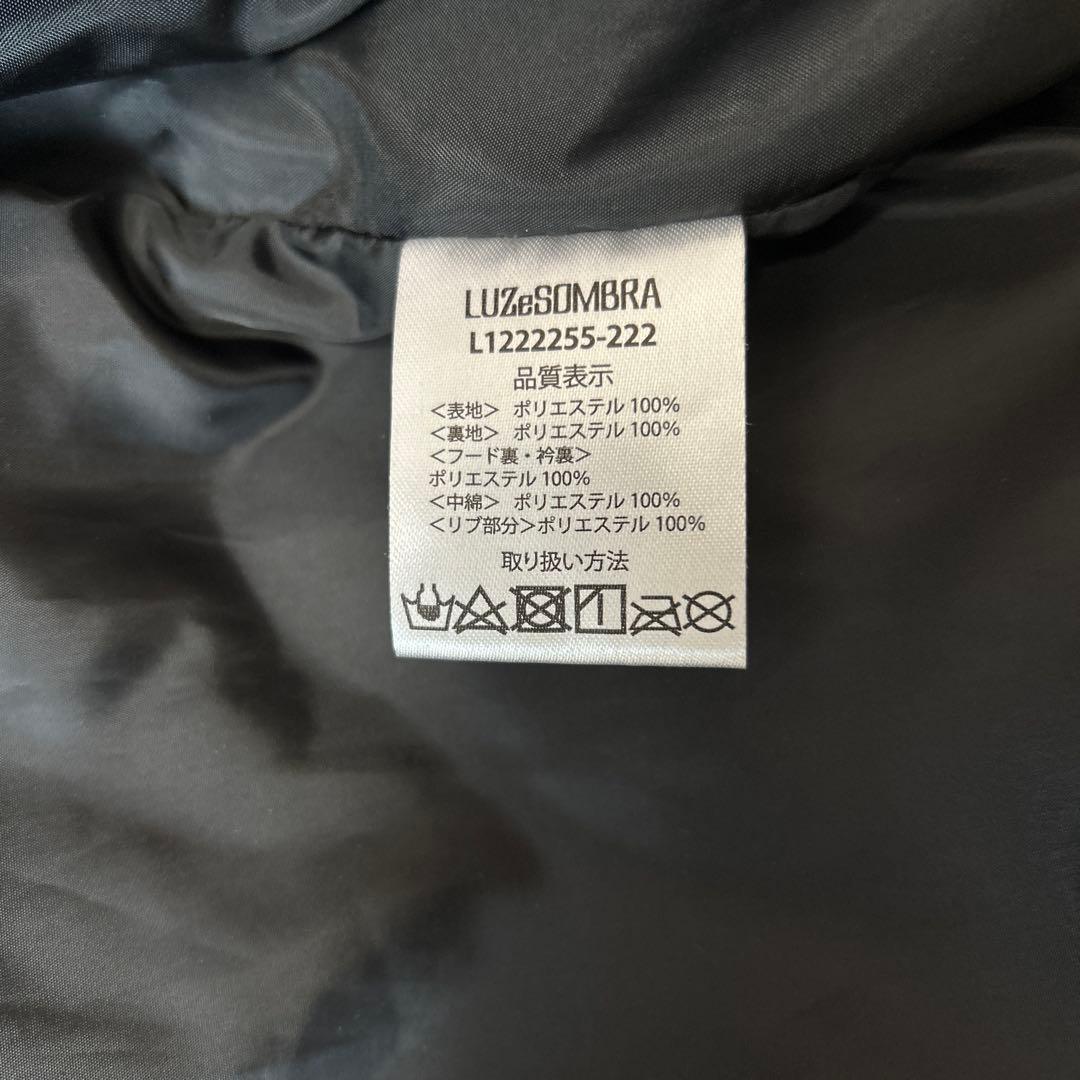 LUZeSOMBRA
L1222255-222
品質表示
＜表地＞ ポリエステル 100%
＜裏地＞ ポリエステル 100%
＜フード裏・衿裏＞
ポリエステル 100%
＜中綿＞ ポリエステル 100%
＜リブ部分＞ポリエステル 100%
取り扱い方法